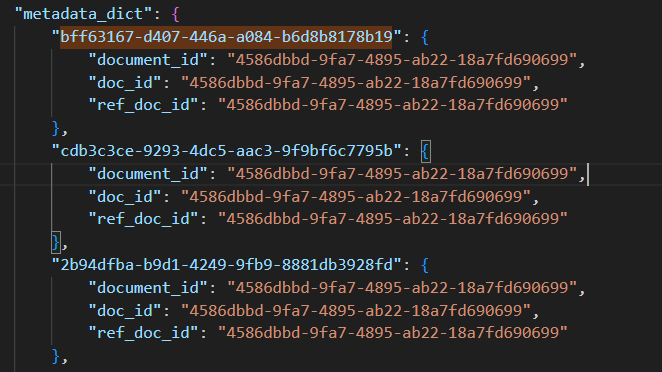 "metadata_dict": {
"bff63167-d407-446a-a084-b6d8b8178b19": {
"document_id": "4586dbbd-9fa7-4895-ab22-18a7fd690699",
"doc_id": "4586dbbd-9fa7-4895-ab22-18a7fd690699",
"ref_doc_id": "4586dbbd-9fa7-4895-ab22-18a7fd690699"
},
"cdb3c3ce-9293-4dc5-aac3-9f9bf6c7795b": {
"document_id": "4586dbbd-9fa7-4895-ab22-18a7fd690699",
"doc_id": "4586dbbd-9fa7-4895-ab22-18a7fd690699",
"ref_doc_id": "4586dbbd-9fa7-4895-ab22-18a7fd690699"
},
"2b94dfba-b9d1-4249-9fb9-8881db3928fd": {
"document_id": "4586dbbd-9fa7-4895-ab22-18a7fd690699",
"doc_id": "4586dbbd-9fa7-4895-ab22-18a7fd690699",
"ref_doc_id": "4586dbbd-9fa7-4895-ab22-18a7fd690699"
},